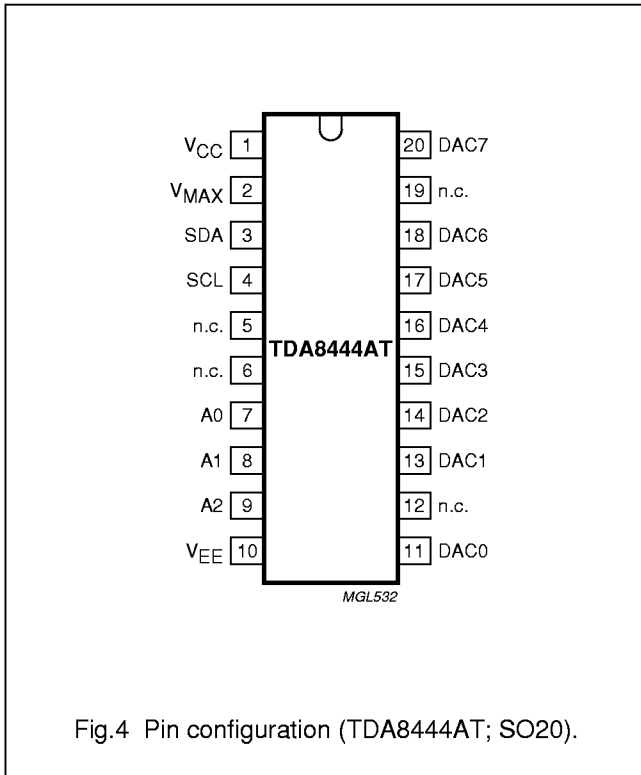 VCC 1 20 DAC7
VMAX 2 19 n.c.
SDA 3 18 DAC6
SCL 4 17 DAC5
n.c. 5 16 DAC4
TDA8444AT
n.c. 6 15 DAC3
A0 7 14 DAC2
A1 8 13 DAC1
A2 9 12 n.c.
VEE 10 11 DAC0
MGL532
Fig.4 Pin configuration (TDA8444AT; SO20).